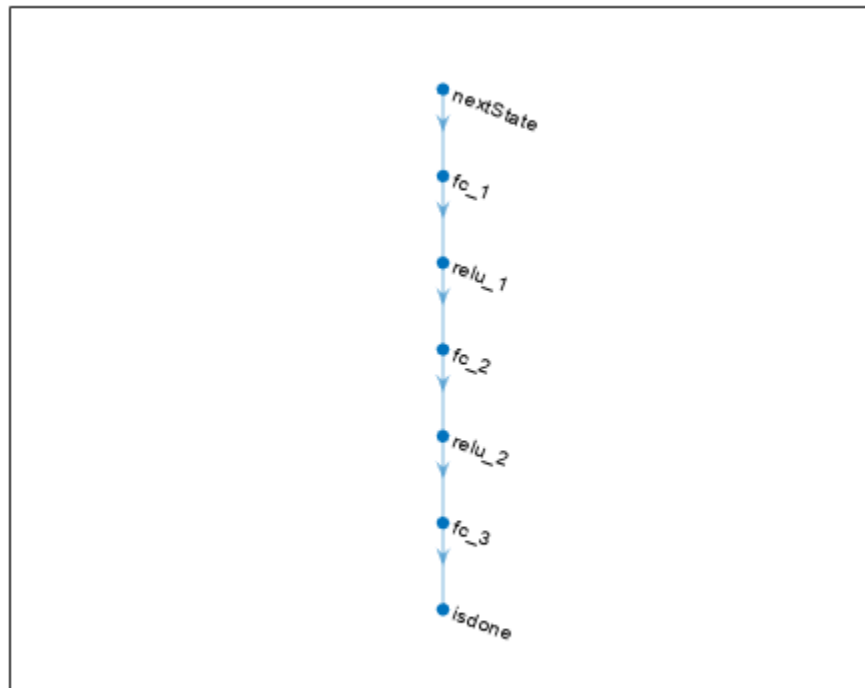 nextState
fc_1
relu_1
fc_2
relu_2
fc_3
isdone